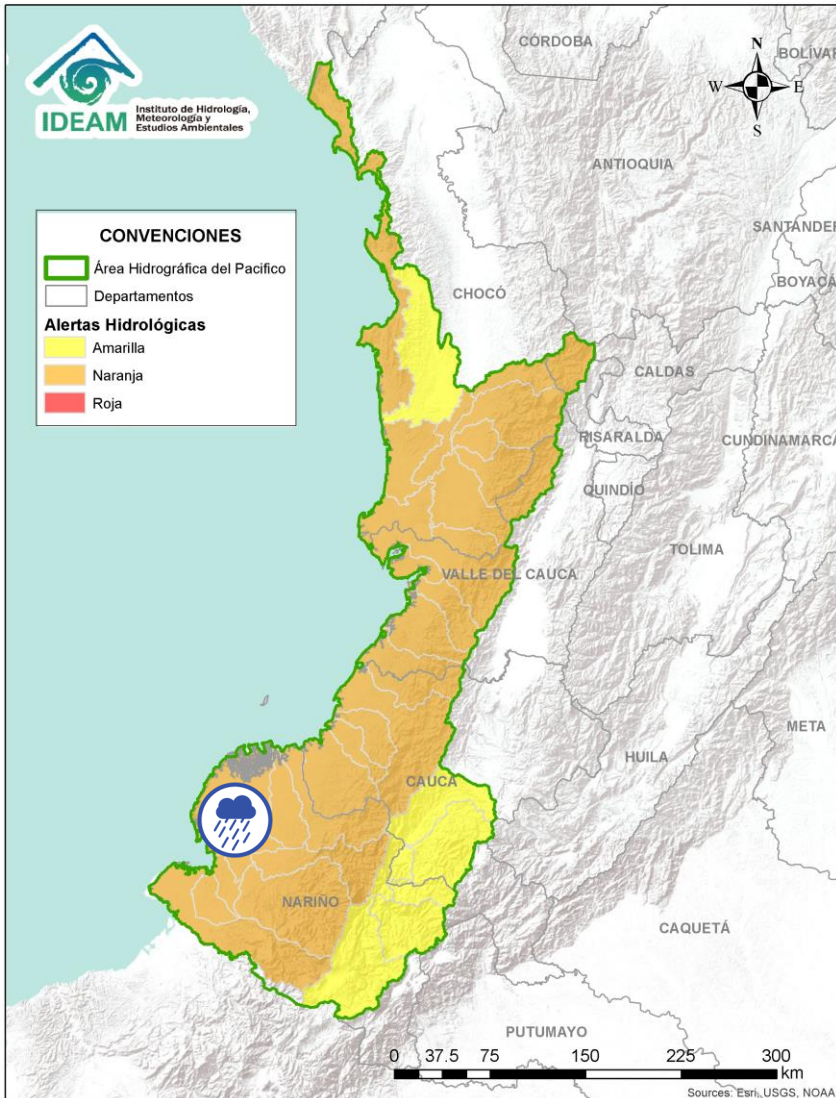 IDEAM
Instituto de Hidrología,
Meteorología y
Estudios Ambientales
CÓRDOBA
BOLÍVAR
N
W
E
S
ANTIOQUIA
SANTANDER
BOYACÁ
CONVENCIONES
Área Hidrográfica del Pacifico
Departamentos
Alertas Hidrológicas
Amarilla
Naranja
Roja
CHOCÓ
CALDAS
RISARALDA
CUNDINAMARCA
QUINDÍO
TOLIMA
VALLE DEL CAUCA
META
HUILA
CAUCA
NARIÑO
CAQUETÁ
PUTUMAYO
0 37.5 75 150 225 300
km
Sources: Esri, USGS, NOAA